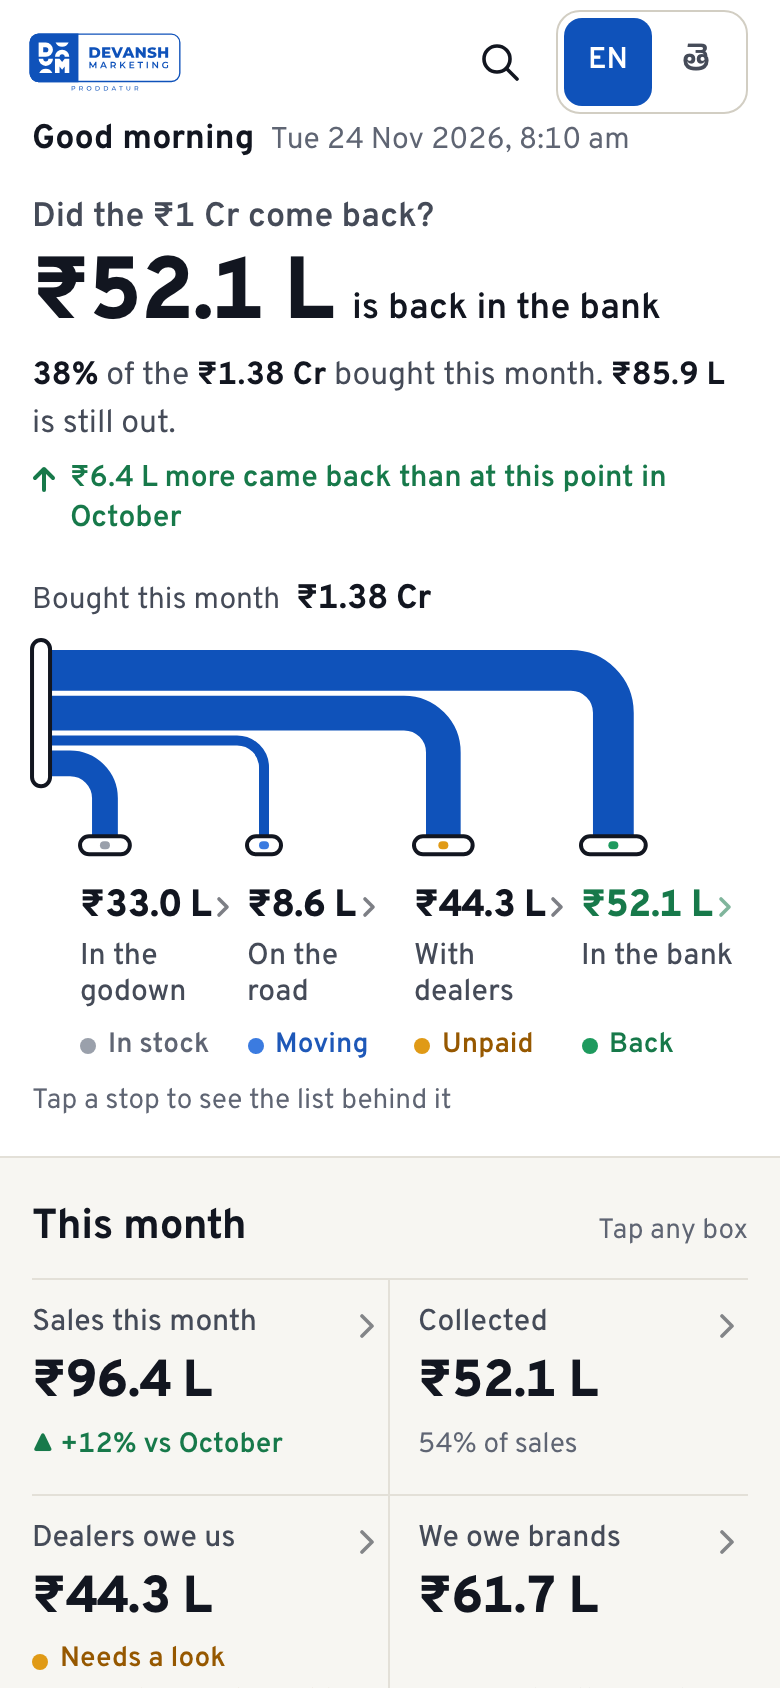 DEVANSH
MARKETING
PRODDATUR
EN తె
Good morning Tue 24 Nov 2026, 8:10 am
Did the ₹1 Cr come back?
₹52.1 L is back in the bank
38% of the ₹1.38 Cr bought this month. ₹85.9 L
is still out.
₹6.4 L more came back than at this point in
October
Bought this month ₹1.38 Cr
₹33.0 L ₹8.6 L ₹44.3 L ₹52.1 L
In the On the With In the bank
godown road dealers
In stock Moving Unpaid Back
Tap a stop to see the list behind it
This month Tap any box
Sales this month Collected
₹96.4 L ₹52.1 L
+12% vs October 54% of sales
Dealers owe us We owe brands
₹44.3 L ₹61.7 L
Needs a look